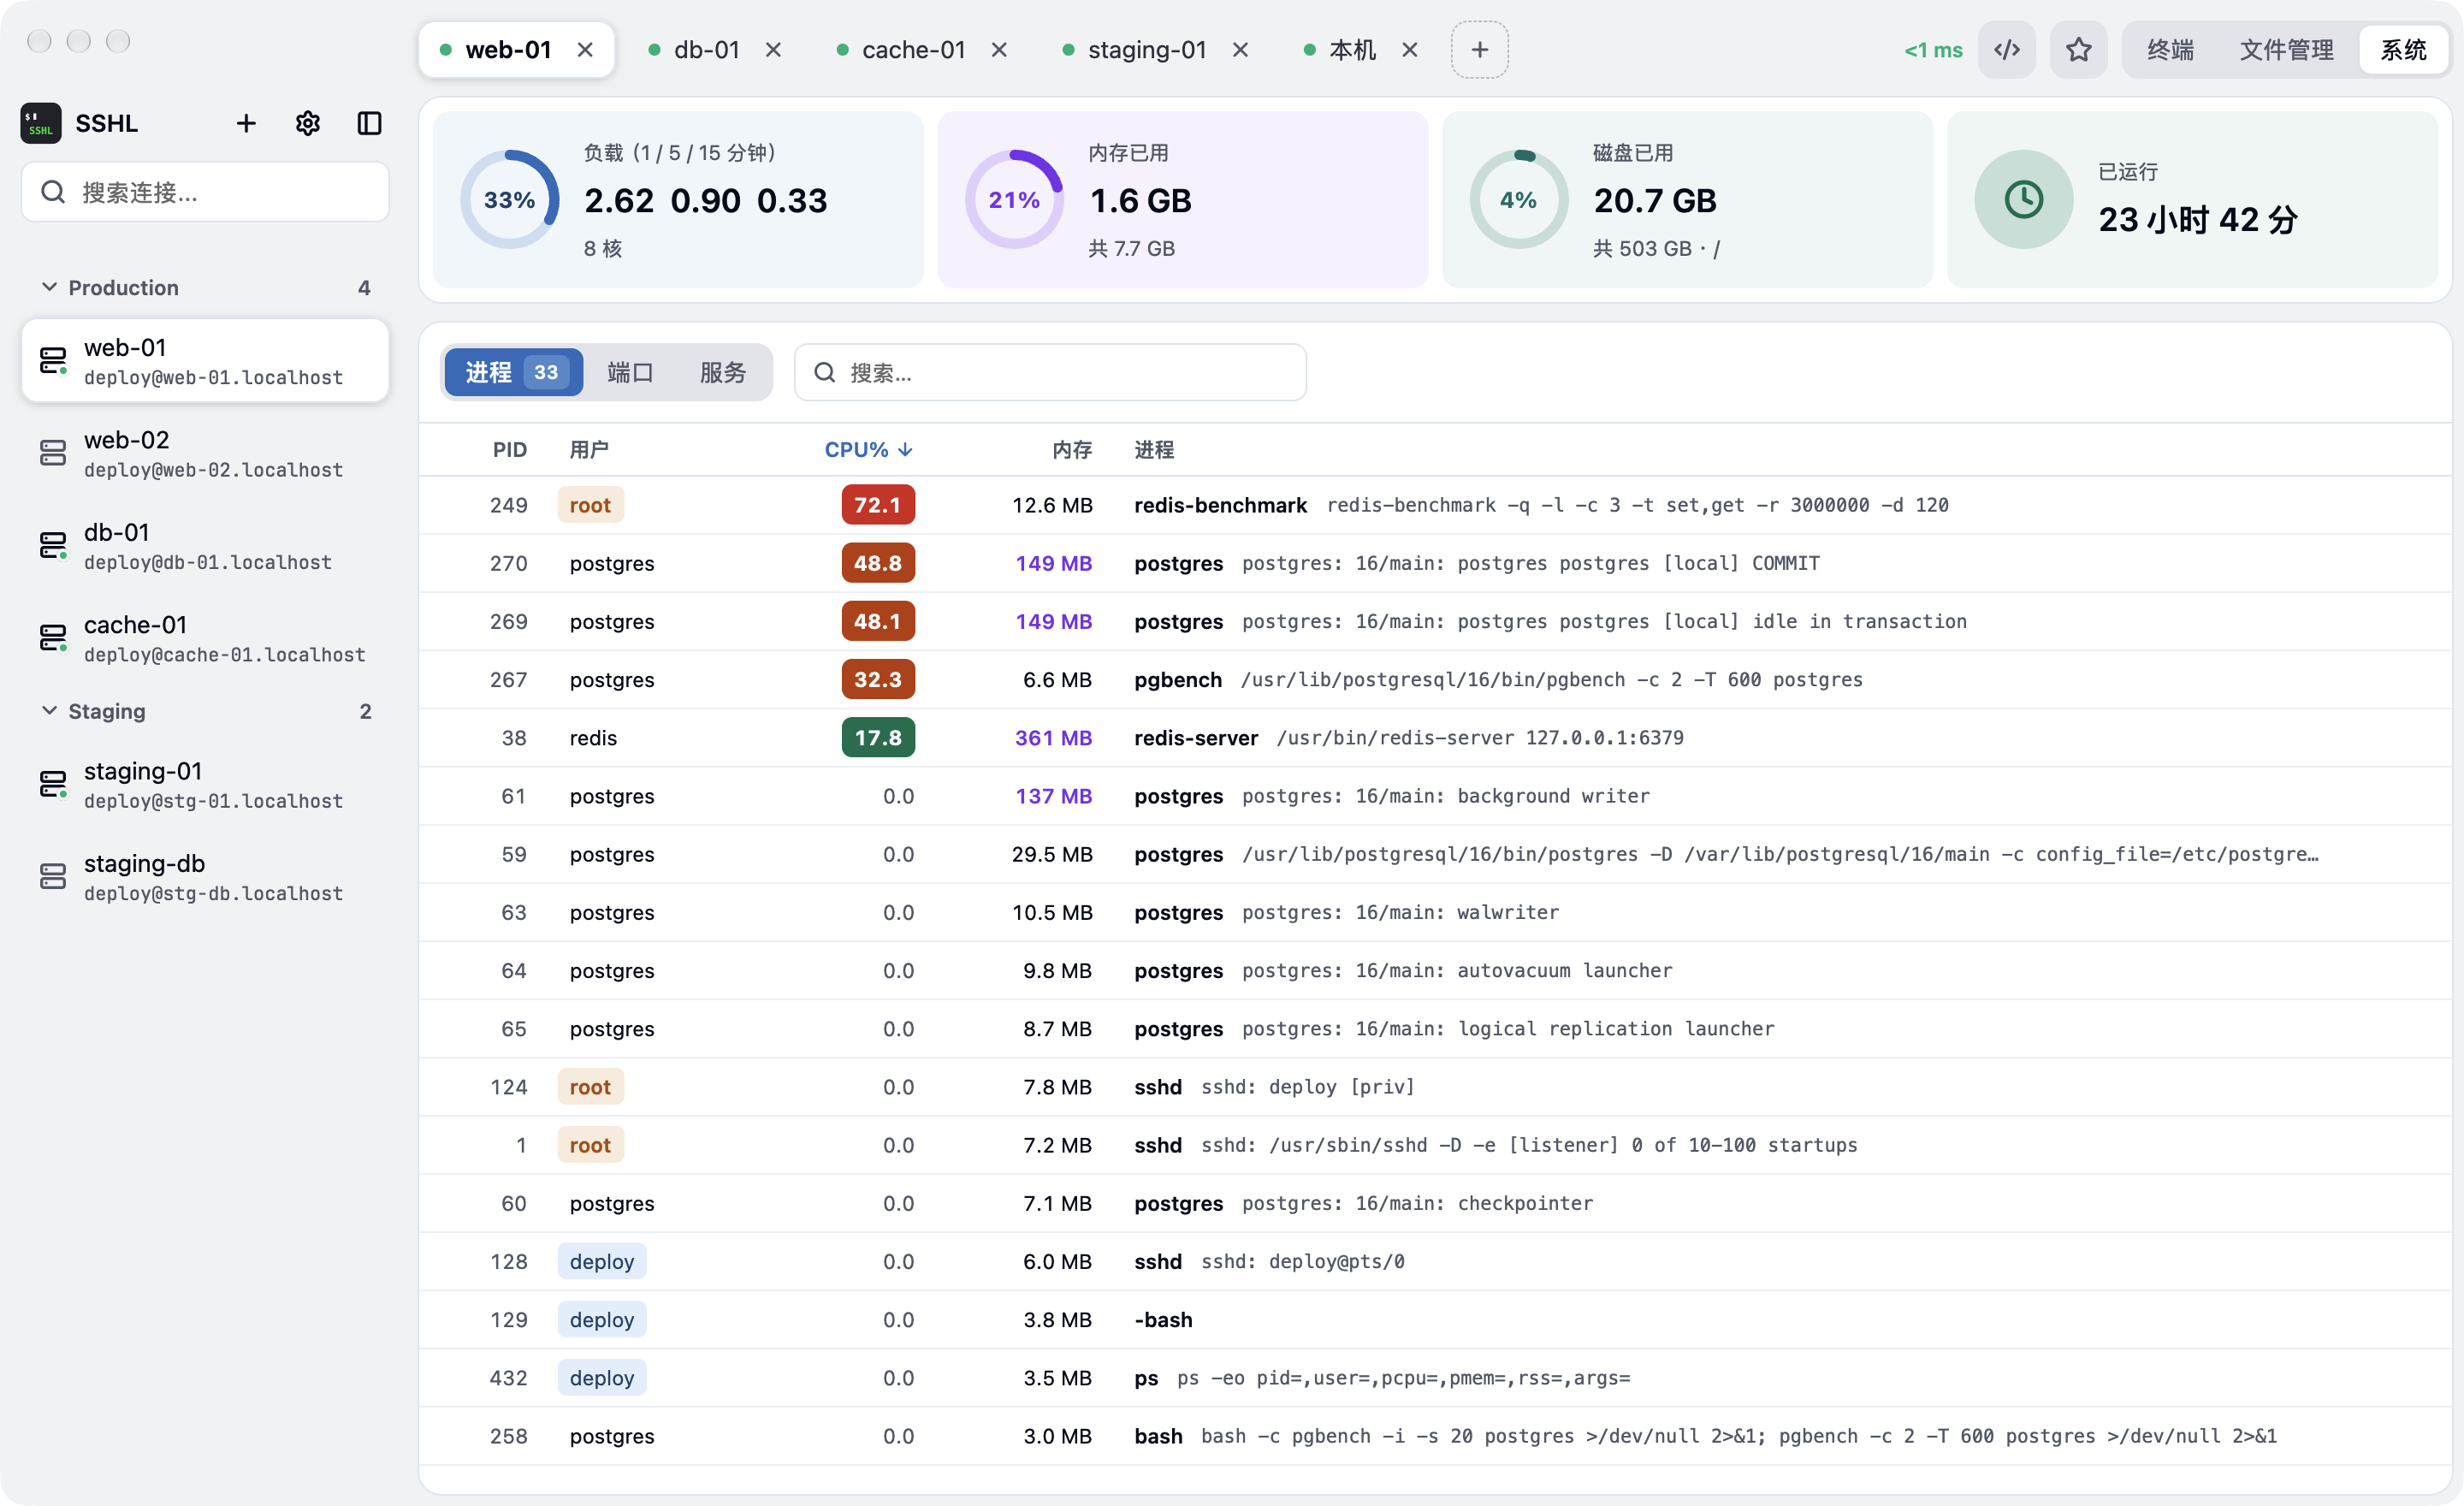 web-01
db-01
cache-01
staging-01
本机
<1 ms
终端
文件管理
系统
$
SSHL
SSHL
搜索连接...
Production 4
web-01
deploy@web-01.localhost
web-02
deploy@web-02.localhost
db-01
deploy@db-01.localhost
cache-01
deploy@cache-01.localhost
Staging 2
staging-01
deploy@stg-01.localhost
staging-db
deploy@stg-db.localhost
33%
负载 (1 / 5 / 15 分钟)
2.62 0.90 0.33
8 核
21%
内存已用
1.6 GB
共 7.7 GB
4%
磁盘已用
20.7 GB
共 503 GB · /
已运行
23 小时 42 分
进程 33 端口 服务
搜索...
PID 用户 CPU% ↓ 内存 进程
249 root 72.1 12.6 MB redis-benchmark redis-benchmark -q -l -c 3 -t set,get -r 3000000 -d 120
270 postgres 48.8 149 MB postgres postgres: 16/main: postgres postgres [local] COMMIT
269 postgres 48.1 149 MB postgres postgres: 16/main: postgres postgres [local] idle in transaction
267 postgres 32.3 6.6 MB pgbench /usr/lib/postgresql/16/bin/pgbench -c 2 -T 600 postgres
38 redis 17.8 361 MB redis-server /usr/bin/redis-server 127.0.0.1:6379
61 postgres 0.0 137 MB postgres postgres: 16/main: background writer
59 postgres 0.0 29.5 MB postgres /usr/lib/postgresql/16/bin/postgres -D /var/lib/postgresql/16/main -c config_file=/etc/postgre…
63 postgres 0.0 10.5 MB postgres postgres: 16/main: walwriter
64 postgres 0.0 9.8 MB postgres postgres: 16/main: autovacuum launcher
65 postgres 0.0 8.7 MB postgres postgres: 16/main: logical replication launcher
124 root 0.0 7.8 MB sshd sshd: deploy [priv]
1 root 0.0 7.2 MB sshd sshd: /usr/sbin/sshd -D -e [listener] 0 of 10-100 startups
60 postgres 0.0 7.1 MB postgres postgres: 16/main: checkpointer
128 deploy 0.0 6.0 MB sshd sshd: deploy@pts/0
129 deploy 0.0 3.8 MB -bash
432 deploy 0.0 3.5 MB ps ps -eo pid=,user=,pcpu=,pmem=,rss=,args=
258 postgres 0.0 3.0 MB bash bash -c pgbench -i -s 20 postgres >/dev/null 2>&1; pgbench -c 2 -T 600 postgres >/dev/null 2>&1